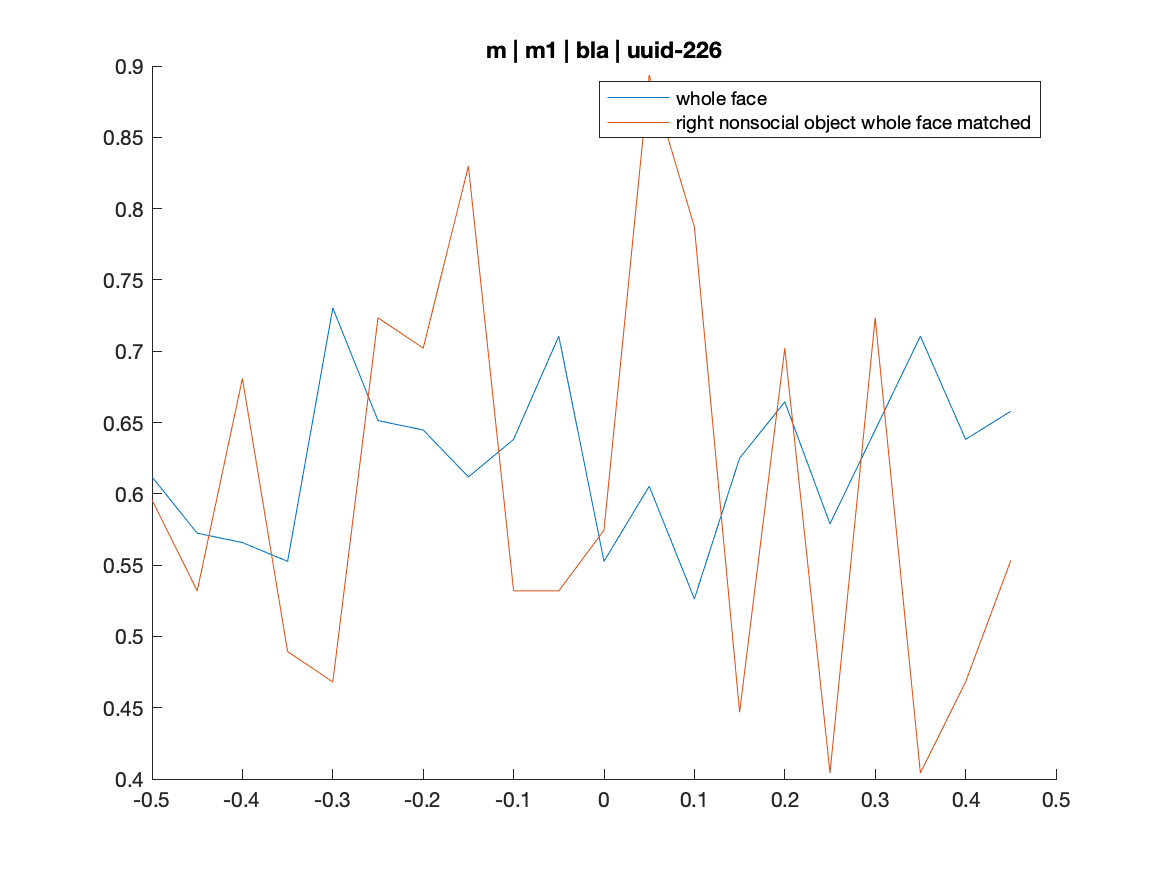 m | m1 | bla | uuid-226
whole face
right nonsocial object whole face matched
0.9
0.85
0.8
0.75
0.7
0.65
0.6
0.55
0.5
0.45
0.4
-0.5 -0.4 -0.3 -0.2 -0.1 0 0.1 0.2 0.3 0.4 0.5